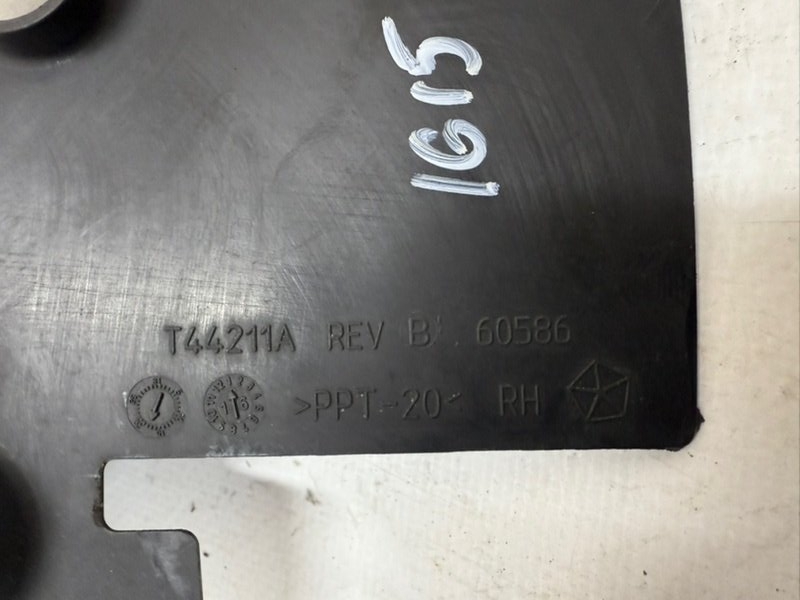 1615
T44211A REV B . 60586
>PPT-20< RH